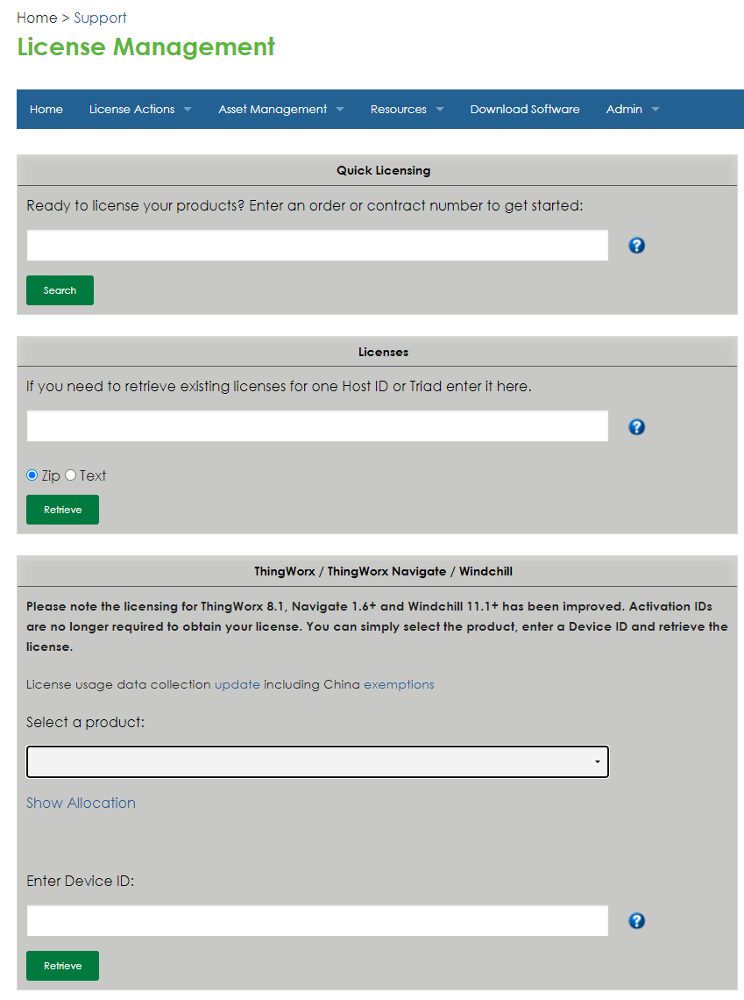 Home > Support
License Management
Home License Actions Asset Management Resources Download Software Admin
Quick Licensing
Ready to license your products? Enter an order or contract number to get started:
?
Search
Licenses
If you need to retrieve existing licenses for one Host ID or Triad enter it here.
?
Zip Text
Retrieve
ThingWorx / ThingWorx Navigate / Windchill
Please note the licensing for ThingWorx 8.1, Navigate 1.6+ and Windchill 11.1+ has been improved. Activation IDs
are no longer required to obtain your license. You can simply select the product, enter a Device ID and retrieve the
license.
License usage data collection update including China exemptions
Select a product:
Show Allocation
Enter Device ID:
?
Retrieve